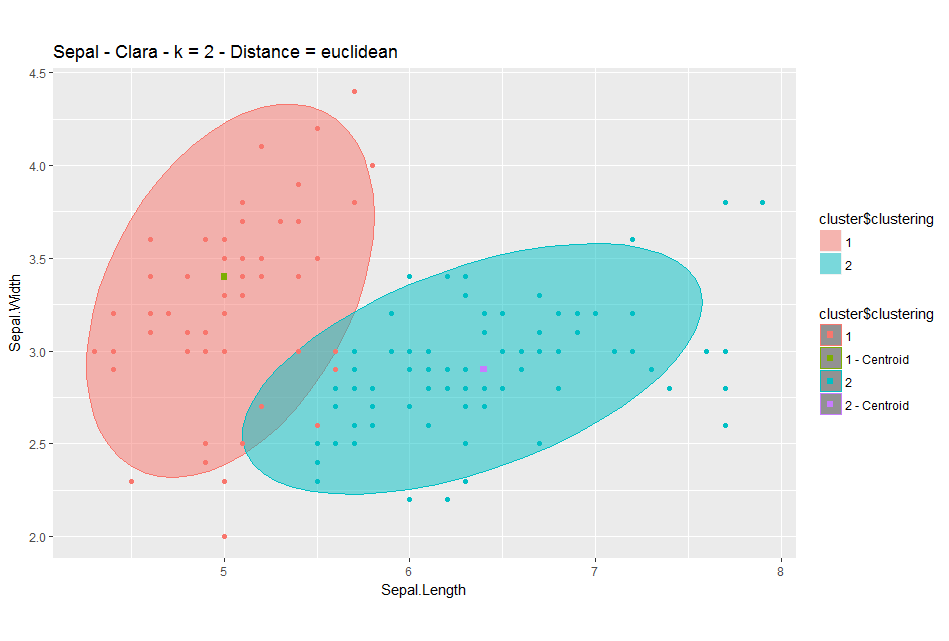 Sepal - Clara - k = 2 - Distance = euclidean
4.5
4.0
3.5
3.0
2.5
2.0
Sepal.Width
5
6
7
8
Sepal.Length
cluster$clustering
1
2
cluster$clustering
1
1 - Centroid
2
2 - Centroid